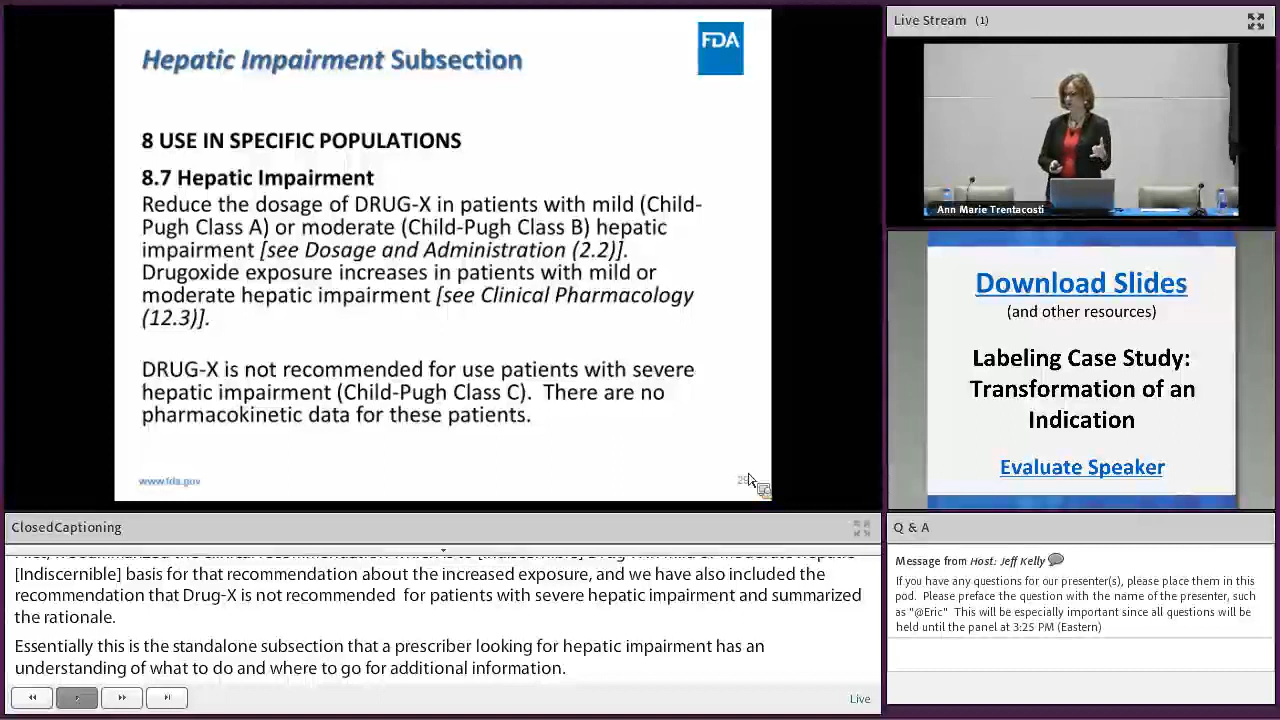 Hepatic Impairment Subsection
FDA
8 USE IN SPECIFIC POPULATIONS
8.7 Hepatic Impairment
Reduce the dosage of DRUG-X in patients with mild (Child-
Pugh Class A) or moderate (Child-Pugh Class B) hepatic
impairment [see Dosage and Administration (2.2)].
Drugoxide exposure increases in patients with mild or
moderate hepatic impairment [see Clinical Pharmacology
(12.3)].
DRUG-X is not recommended for use patients with severe
hepatic impairment (Child-Pugh Class C). There are no
pharmacokinetic data for these patients.
www.fda.gov
Live Stream (1)
Ann Marie Trentacosti
Download Slides
(and other resources)
Labeling Case Study:
Transformation of an
Indication
Evaluate Speaker
ClosedCaptioning
[Indiscernible] basis for that recommendation about the increased exposure, and we have also included the
recommendation that Drug-X is not recommended for patients with severe hepatic impairment and summarized
the rationale.
Essentially this is the standalone subsection that a prescriber looking for hepatic impairment has an
understanding of what to do and where to go for additional information.
Live
Q & A
Message from Host: Jeff Kelly
If you have any questions for our presenter(s), please place them in this
pod. Please preface the question with the name of the presenter, such
as "@Eric" This will be especially important since all questions will be
held until the panel at 3:25 PM (Eastern)